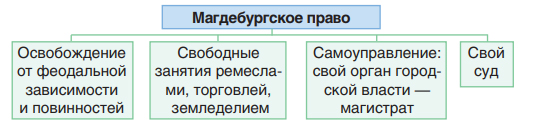 Магдебургское право
Освобождение
от феодальной
зависимости
и повинностей
Свободные
занятия ремесла-
ми, торговлей,
земледелием
Самоуправление:
свой орган город-
ской власти —
магистрат
Свой
суд